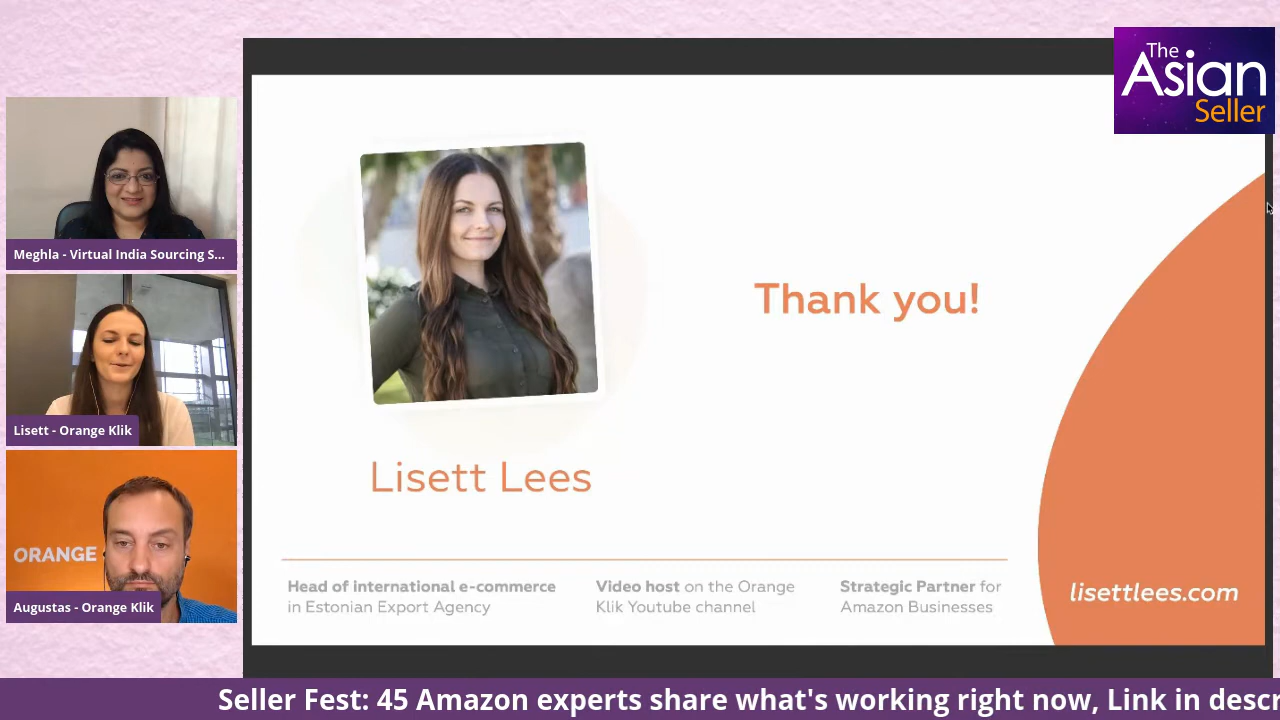 The
Asian
Seller
Meghla - Virtual India Sourcing S...
Lisett - Orange Klik
ORANGE
Augustas - Orange Klik
Thank you!
Lisett Lees
Head of international e-commerce
in Estonian Export Agency
Video host on the Orange
Klik Youtube channel
Strategic Partner for
Amazon Businesses
lisettlees.com
Seller Fest: 45 Amazon experts share what's working right now, Link in descr